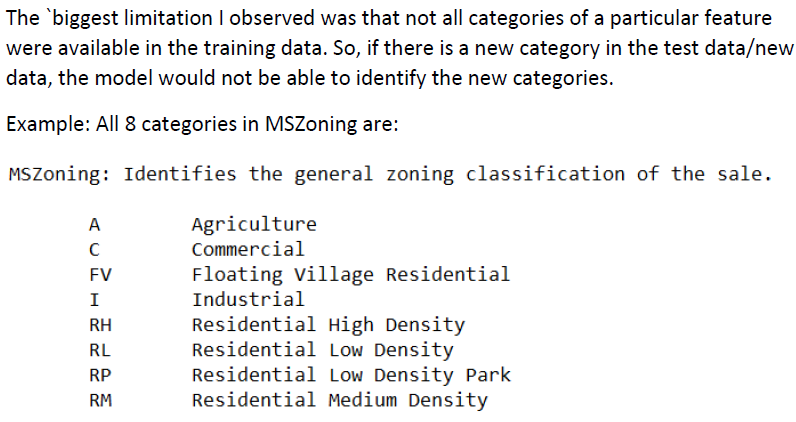 The `biggest limitation I observed was that not all categories of a particular feature
were available in the training data. So, if there is a new category in the test data/new
data, the model would not be able to identify the new categories.
Example: All 8 categories in MSZoning are:
MSZoning: Identifies the general zoning classification of the sale.
A Agriculture
C Commercial
FV Floating Village Residential
I Industrial
RH Residential High Density
RL Residential Low Density
RP Residential Low Density Park
RM Residential Medium Density